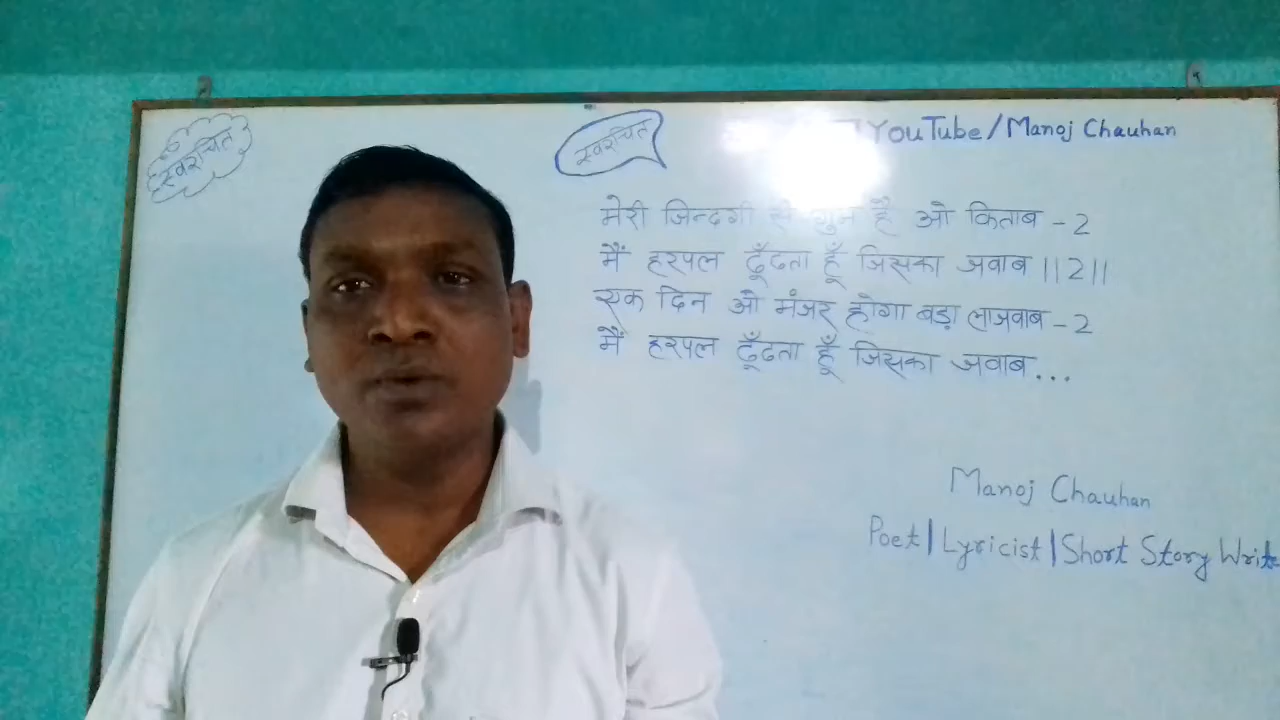 स्वरचित
स्वरचित
YouTube/Manoj Chauhan
मेरी जिन्दगी से गुम है ओ किताब - 2
मैं हरपल ढूँढता हूँ जिसका जवाब ||2||
एक दिन ओ मंजर होगा बड़ा लाजवाब - 2
मैं हरपल ढूँढता हूँ जिसका जवाब...
Manoj Chauhan
Poet | Lyricist | Short Story Write